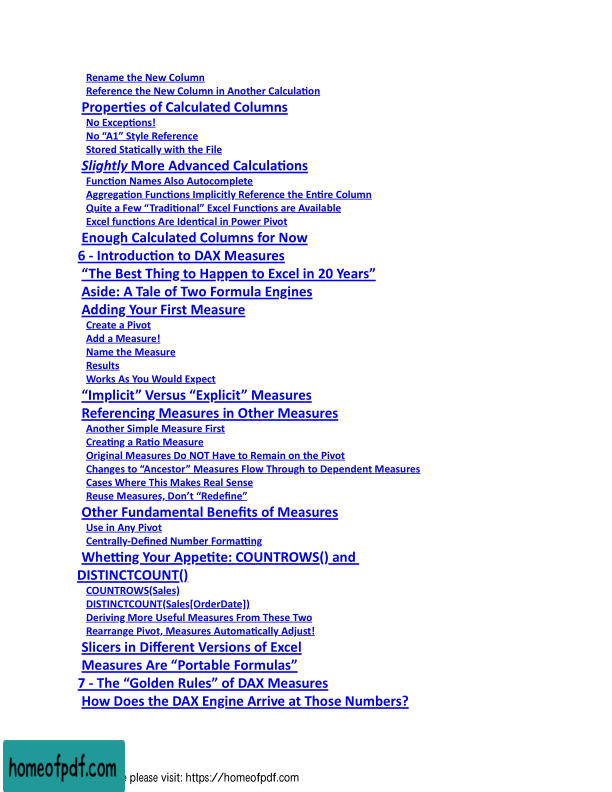 Rename the New Column
Reference the New Column in Another Calculation
Properties of Calculated Columns
No Exceptions!
No “A1” Style Reference
Stored Statically with the File
Slightly More Advanced Calculations
Function Names Also Autocomplete
Aggregation Functions Implicitly Reference the Entire Column
Quite a Few “Traditional” Excel Functions are Available
Excel functions Are Identical in Power Pivot
Enough Calculated Columns for Now
6 - Introduction to DAX Measures
“The Best Thing to Happen to Excel in 20 Years”
Aside: A Tale of Two Formula Engines
Adding Your First Measure
Create a Pivot
Add a Measure!
Name the Measure
Results
Works As You Would Expect
“Implicit” Versus “Explicit” Measures
Referencing Measures in Other Measures
Another Simple Measure First
Creating a Ratio Measure
Original Measures Do NOT Have to Remain on the Pivot
Changes to “Ancestor” Measures Flow Through to Dependent Measures
Cases Where This Makes Real Sense
Reuse Measures, Don’t “Redefine”
Other Fundamental Benefits of Measures
Use in Any Pivot
Centrally-Defined Number Formatting
Whetting Your Appetite: COUNTROWS() and
DISTINCTCOUNT()
COUNTROWS(Sales)
DISTINCTCOUNT(Sales[OrderDate])
Deriving More Useful Measures From These Two
Rearrange Pivot, Measures Automatically Adjust!
Slicers in Different Versions of Excel
Measures Are “Portable Formulas”
7 - The “Golden Rules” of DAX Measures
How Does the DAX Engine Arrive at Those Numbers?
homeofpdf.com
please visit: https://homeofpdf.com